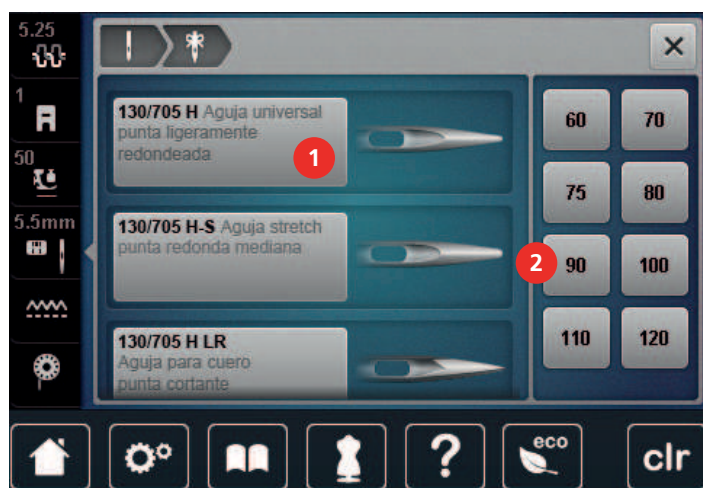 5.25
1
50
5.5mm
130/705 H Aguja universal
punta ligeramente
redondeada
1
130/705 H-S Aguja stretch
punta redonda mediana
130/705 H LR
Aguja para cuero
punta cortante
2
60 70
75 80
90 100
110 120
?
eco
clr